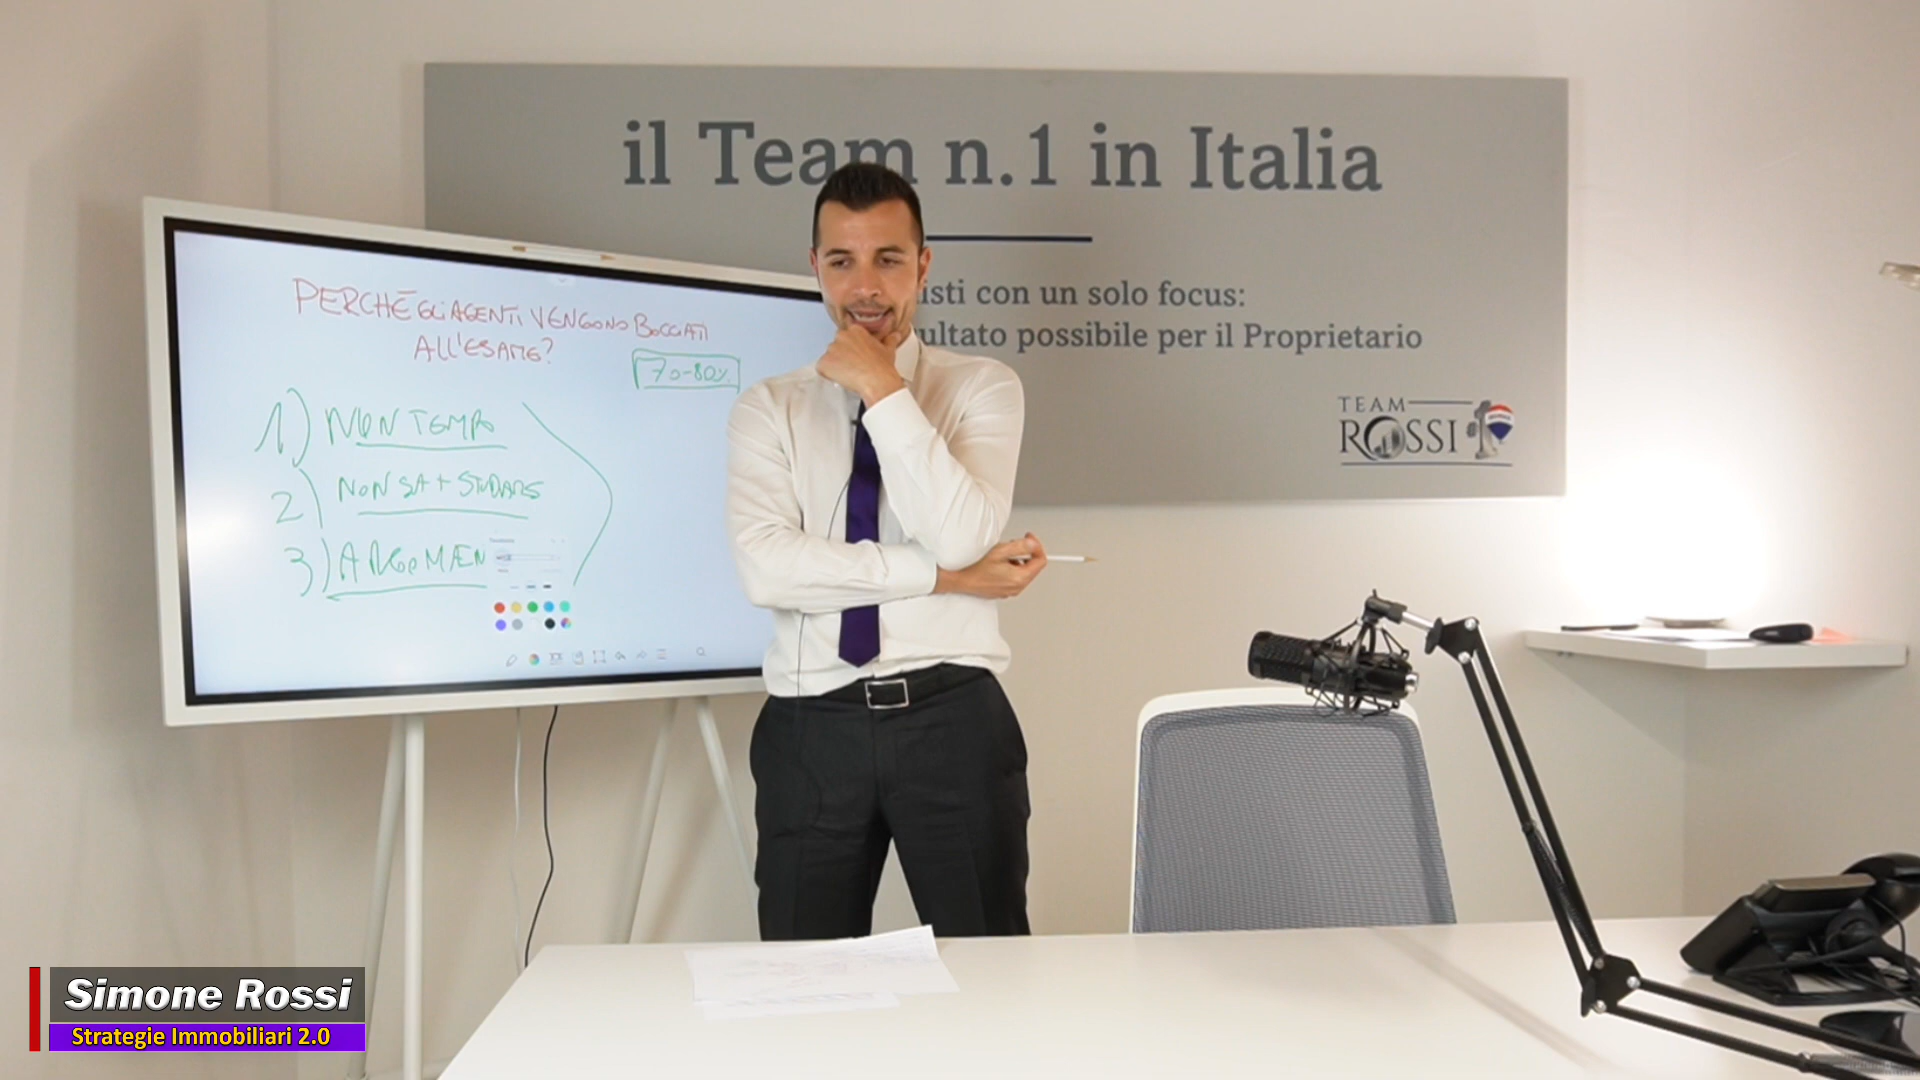 il Team n.1 in Italia
isti con un solo focus:
ultato possibile per il Proprietario
TEAM
ROSSI
PERCHÈ GLI AGENTI VENGONO BOCCIATI
ALL'ESAME?
70-80%
1) NON TEMPO
2) NON SA + STUDIARE
3) ARGOMEN
Simone Rossi
Strategie Immobiliari 2.0